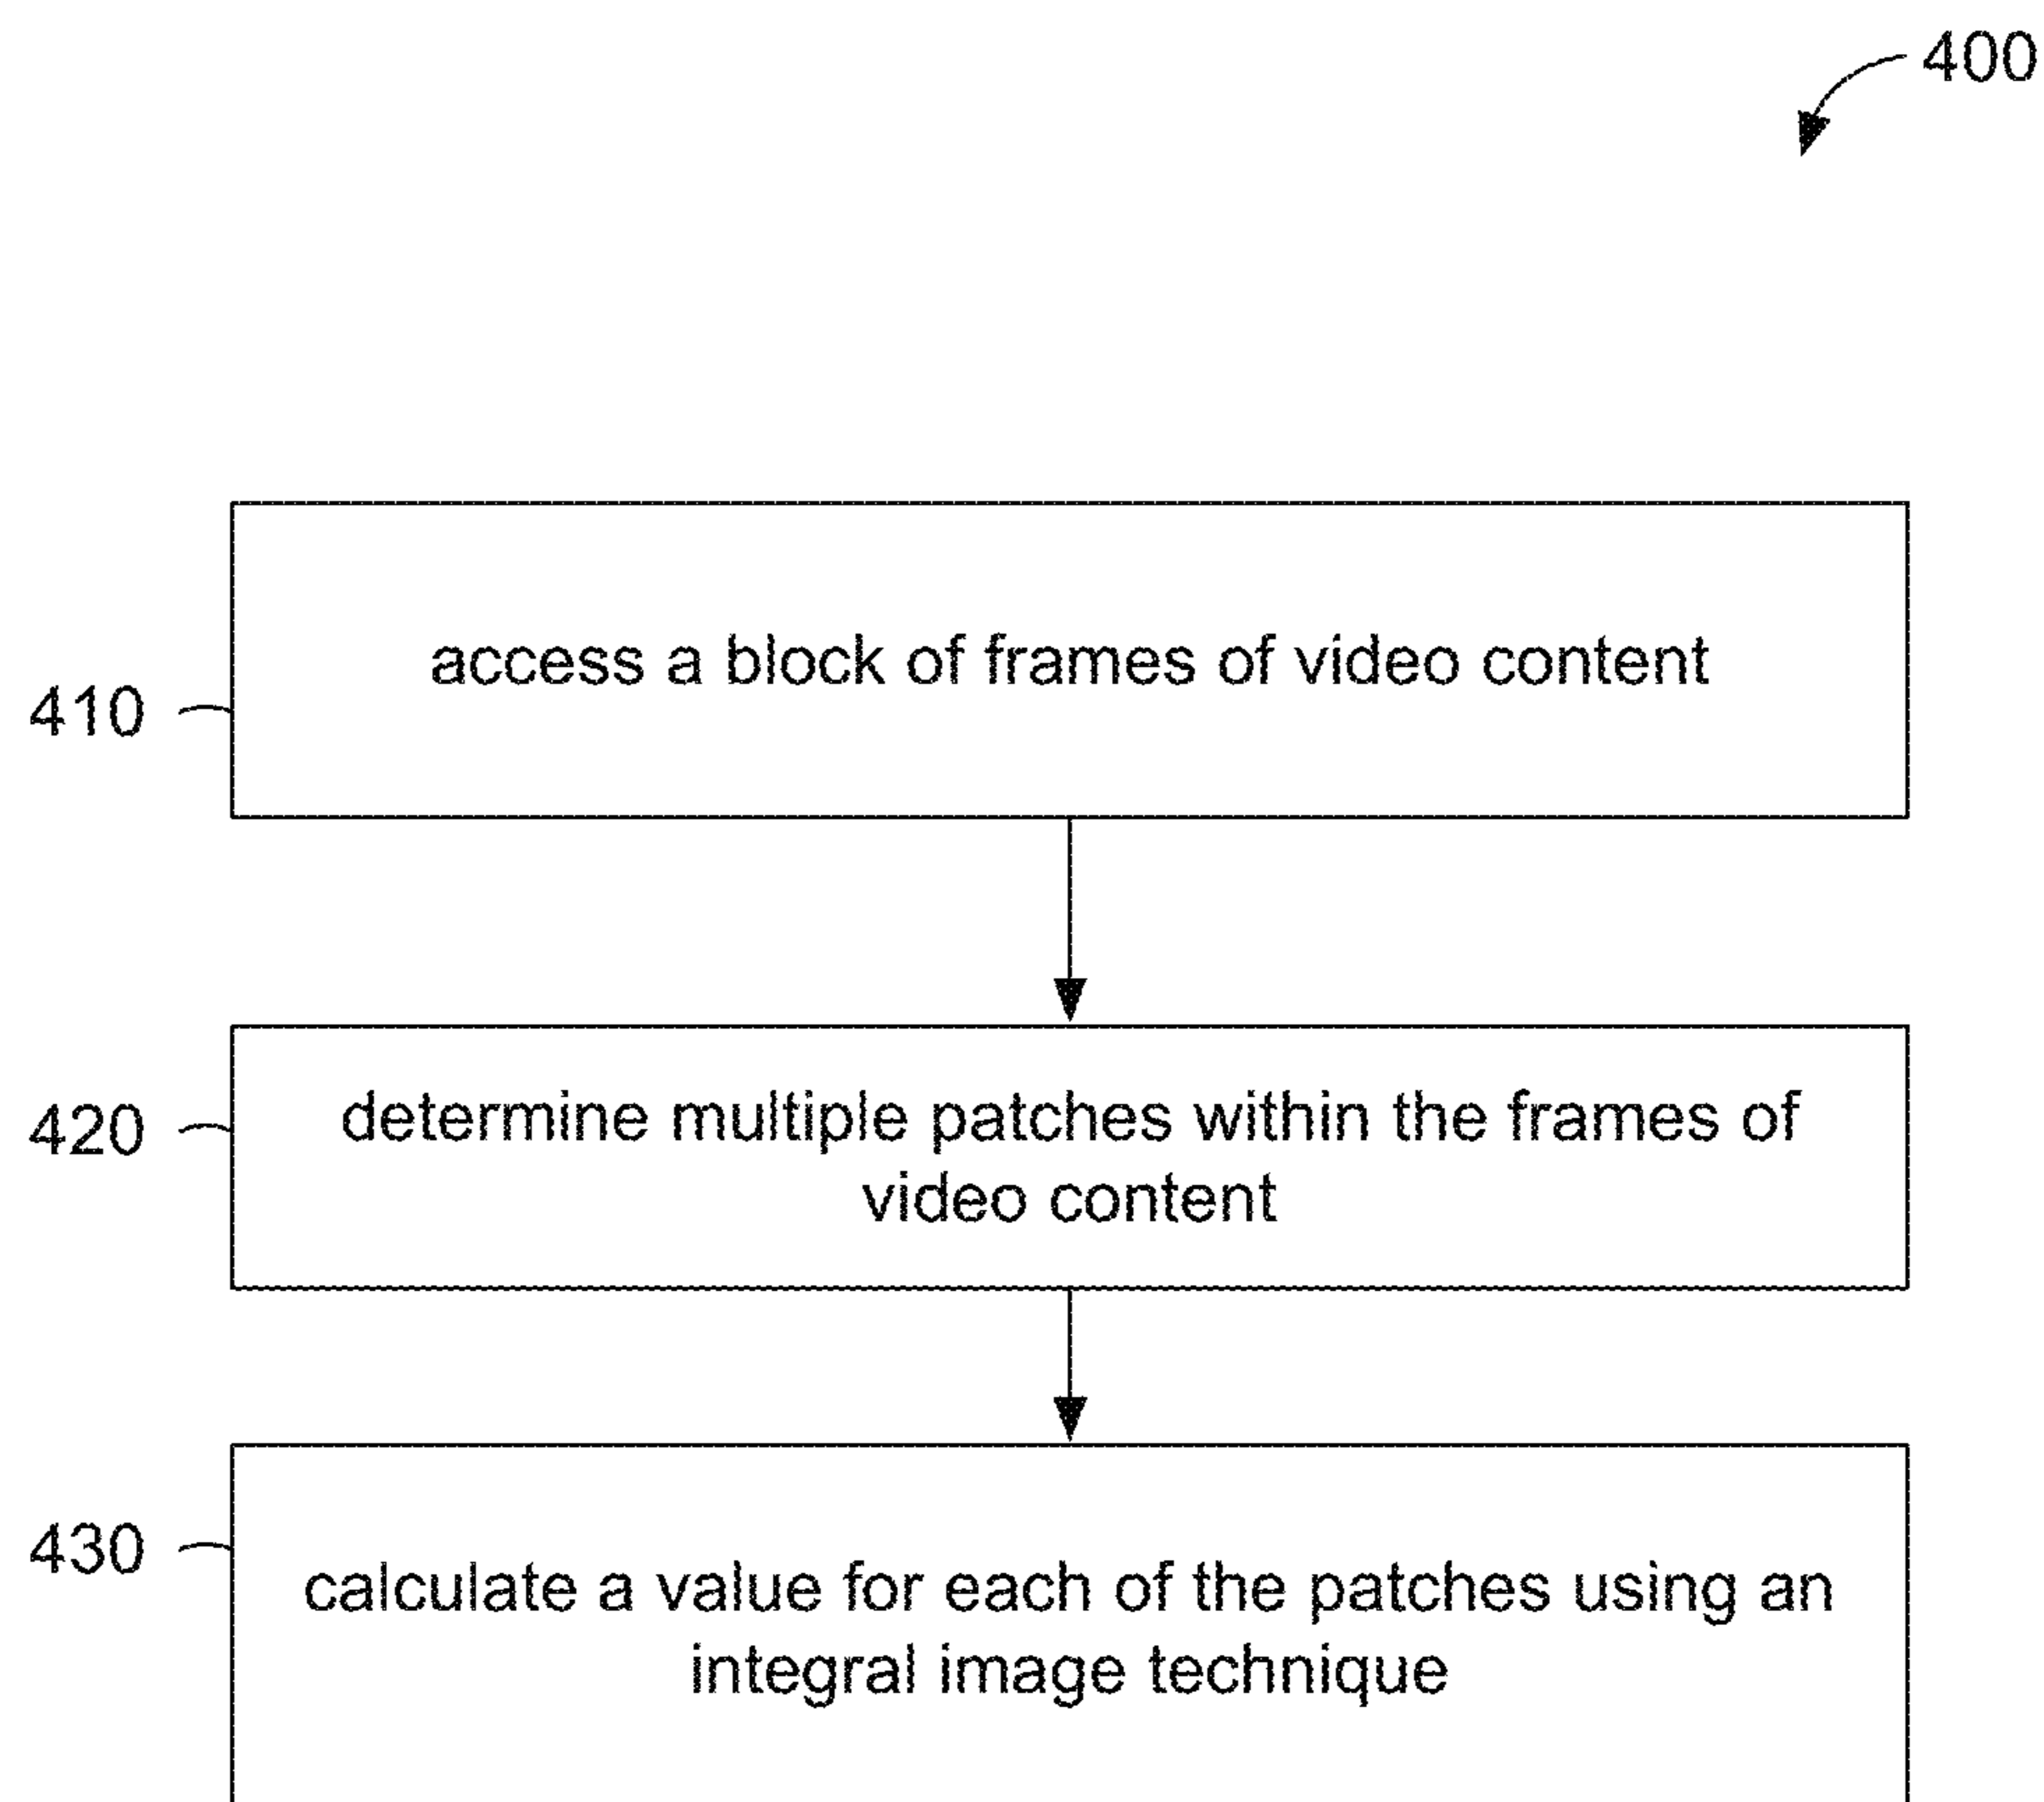 400
access a block of frames of video content
410
determine multiple patches within the frames of
video content
420
calculate a value for each of the patches using an
integral image technique
430